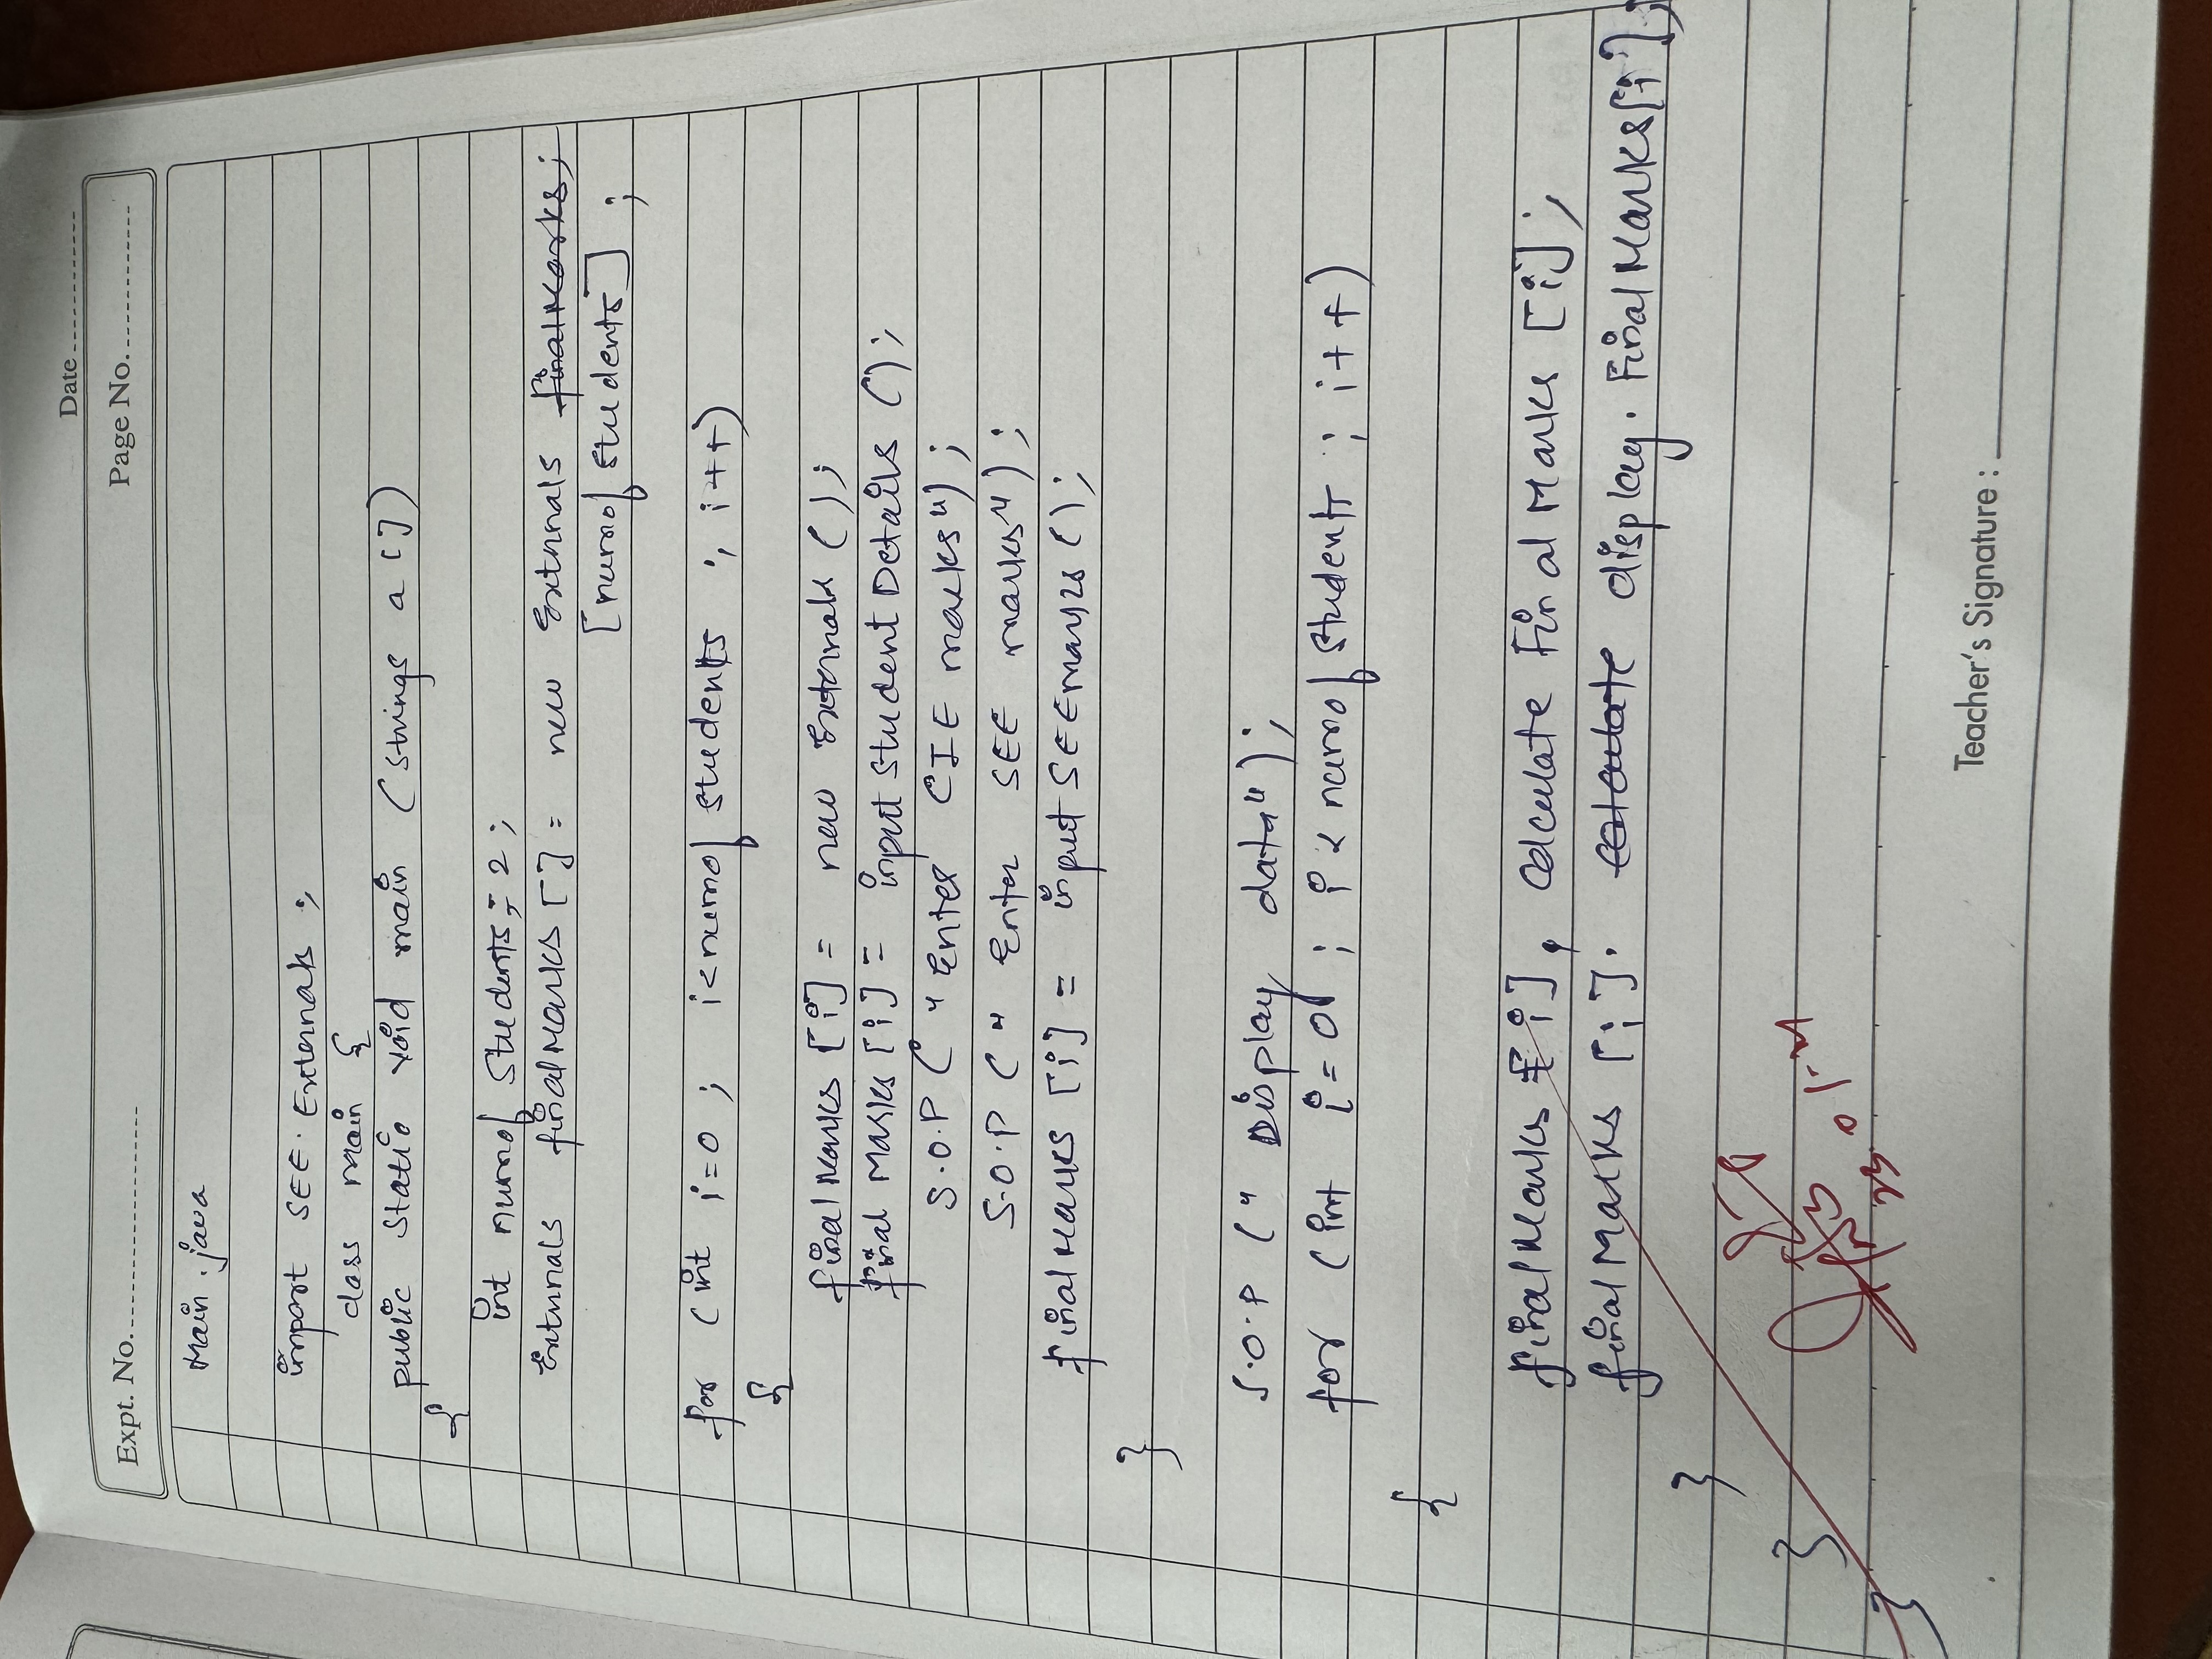 Date
Expt. No.
Page No.
Main . java
import SEE . Externals ;
class main {
public static void main ( strings a [ ] )
{
int numof Students ; = 2 ;
Externals finalMarks [ ] = new Externals finalMarks ;
[ numof students ] ;
for ( int i = 0 ; i < numof students ; i ++ )
{
finalMarks [ i ] = new Externals ( ) ;
final Marks [ i ] = input Student Details ( ) ;
S.O.P ( " Enter CIE marks " ) ;
S.O.P ( " Enter SEE marks " ) ;
finalMarks [ i ] = input SEEmarks ( ) ;
}
S.O.P ( " Display data " ) ;
for ( int i = 0 ; i < numof Students ; i + + )
{
finalMarks [ i ] . Calculate Final Marks [ i ] ;
finalMarks [ i ] . calculate display . Final Marks [ i ] ;
}
}
}
23.01.24
Teacher's Signature :